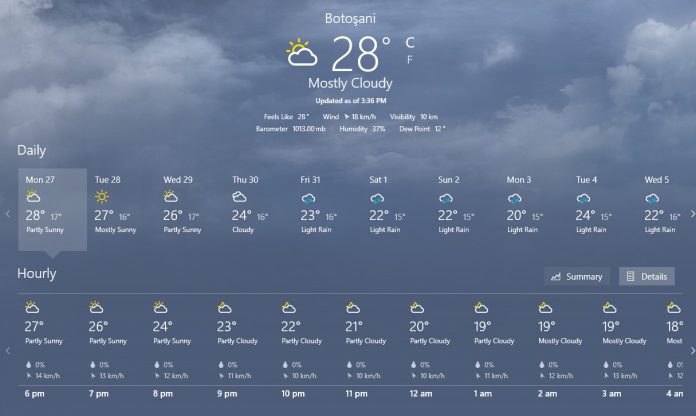 Botoşani
28° C
F
Mostly Cloudy
Updated as of 3:36 PM
Feels Like 28° Wind 18 km/h Visibility 10 km
Barometer 1013.00 mb Humidity 37% Dew Point 12°
Daily
Mon 27 Tue 28 Wed 29 Thu 30 Fri 31 Sat 1 Sun 2 Mon 3 Tue 4 Wed 5
28° 17° 27° 16° 26° 17° 24° 16° 23° 16° 22° 15° 22° 15° 20° 15° 24° 15° 22° 16°
Partly Sunny Mostly Sunny Partly Sunny Cloudy Light Rain Light Rain Light Rain Light Rain Light Rain Light Rain
Hourly Summary Details
27° 26° 24° 23° 22° 21° 20° 19° 19° 19° 18°
Partly Sunny Partly Sunny Partly Sunny Partly Cloudy Partly Cloudy Partly Cloudy Partly Cloudy Partly Cloudy Mostly Cloudy Mostly Cloudy Most
0% 0% 0% 0% 0% 0% 0% 0% 0% 0% 0%
14 km/h 13 km/h 12 km/h 11 km/h 10 km/h 11 km/h 12 km/h 11 km/h 12 km/h 13 km/h 12
6 pm 7 pm 8 pm 9 pm 10 pm 11 pm 12 am 1 am 2 am 3 am 4 an